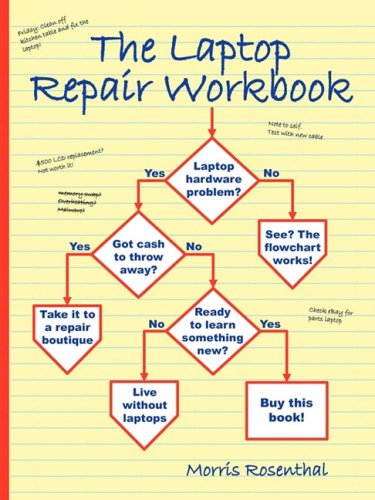 Friday: Clean off
kitchen table and fix the
laptop!
The Laptop
Repair Workbook
Note to self.
Test with new cable
$500 LCD replasement?
Not worth it!
memory swap?
Overheating?
Malware?
Laptop
hardware
problem?
Yes
No
See? The
flowchart
works!
Got cash
to throw
away?
Yes
No
Take it to
a repair
boutique
Ready
to learn
something
new?
No
Yes
Check eBay for
parts laptop
Live
without
laptops
Buy this
book!
Morris Rosenthal